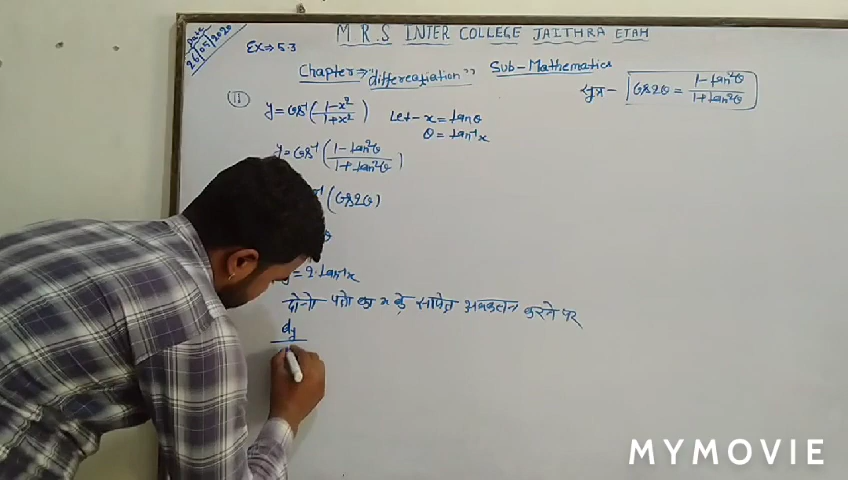 M.R.S INTER COLLEGE JAITHRA ETAH
Date
26/05/2020
EX⇒5.3
Chapter⇒"differeatiation" Sub-Mathematics
सूत्र- cos2θ = (1-tan²θ)/(1+tan²θ)
(11) y = cos⁻¹((1-x²)/(1+x²)) Let- x = tanθ
θ = tan⁻¹x
y = cos⁻¹((1-tan²θ)/(1+tan²θ))
(cos2θ)
= 2.tan⁻¹x
दोनो पक्षो का x के सापेक्ष अवकलन करने पर
dy
MYMOVIE